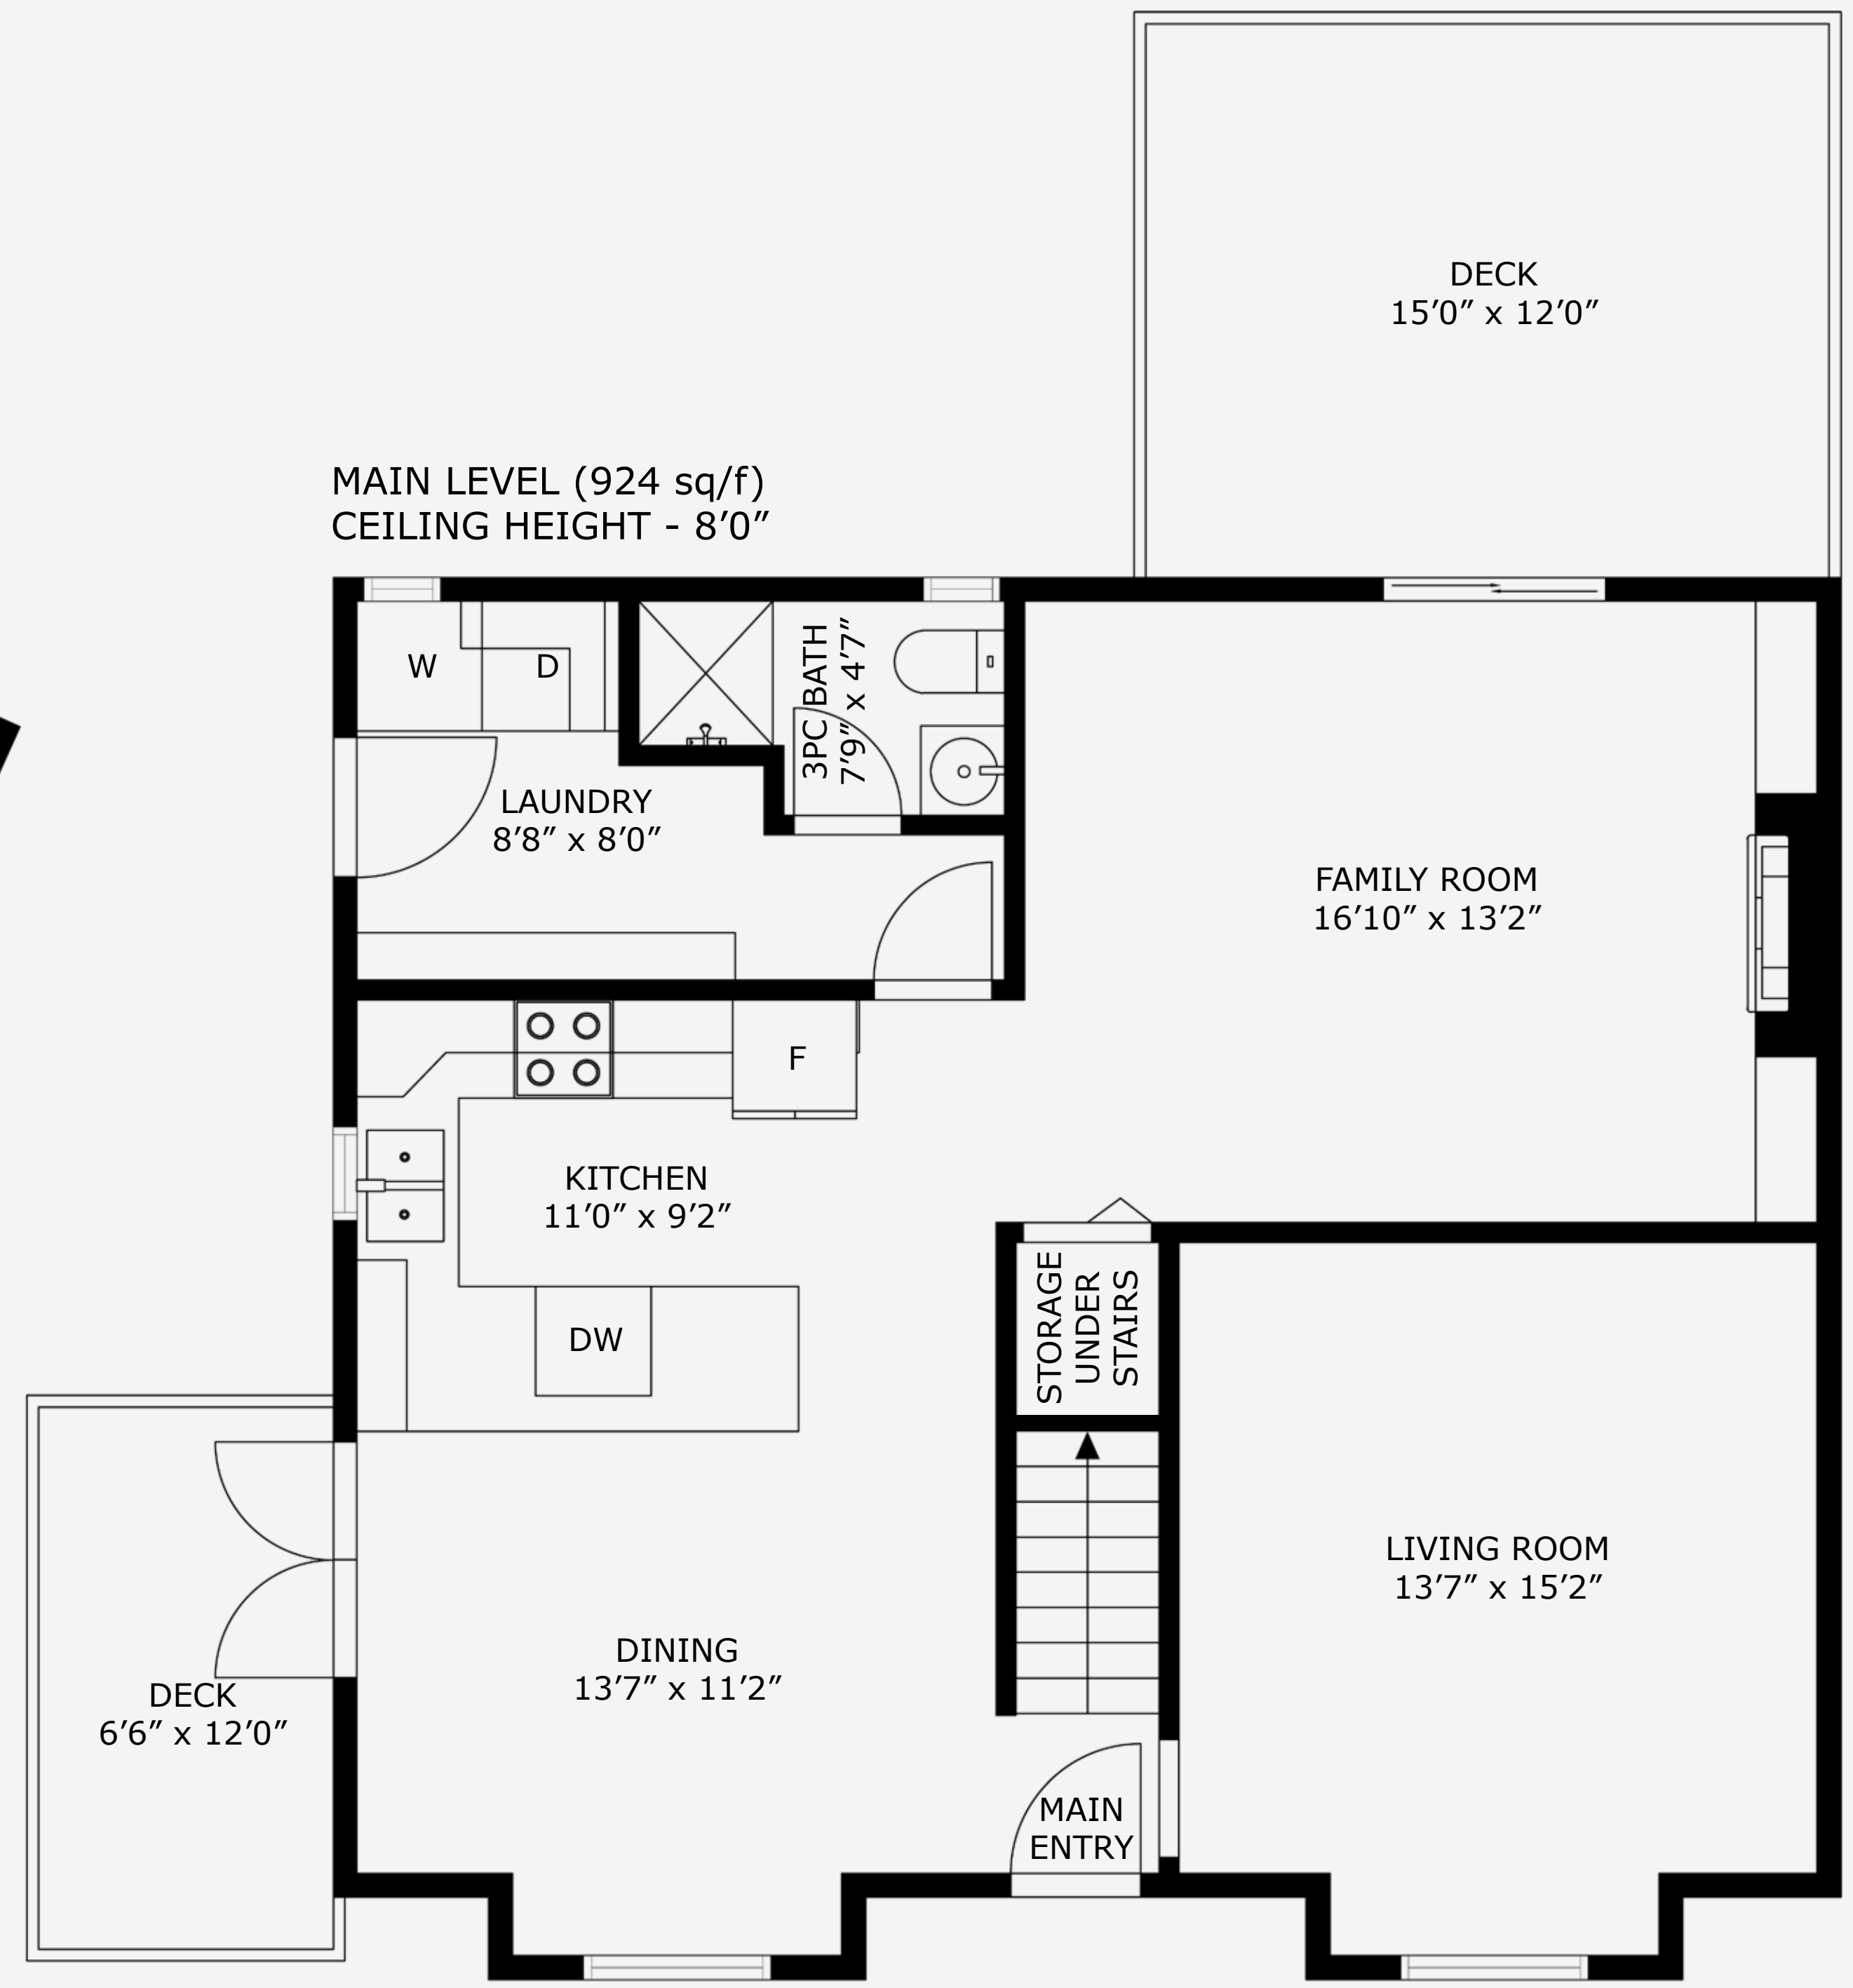 DECK
15’0” x 12’0”
MAIN LEVEL (924 sq/f)
CEILING HEIGHT - 8’0”
W
D
3PC BATH
7’9” x 4’7”
LAUNDRY
8’8” x 8’0”
FAMILY ROOM
16’10” x 13’2”
F
KITCHEN
11’0” x 9’2”
DW
STORAGE
UNDER
STAIRS
LIVING ROOM
13’7” x 15’2”
DINING
13’7” x 11’2”
DECK
6’6” x 12’0”
MAIN
ENTRY